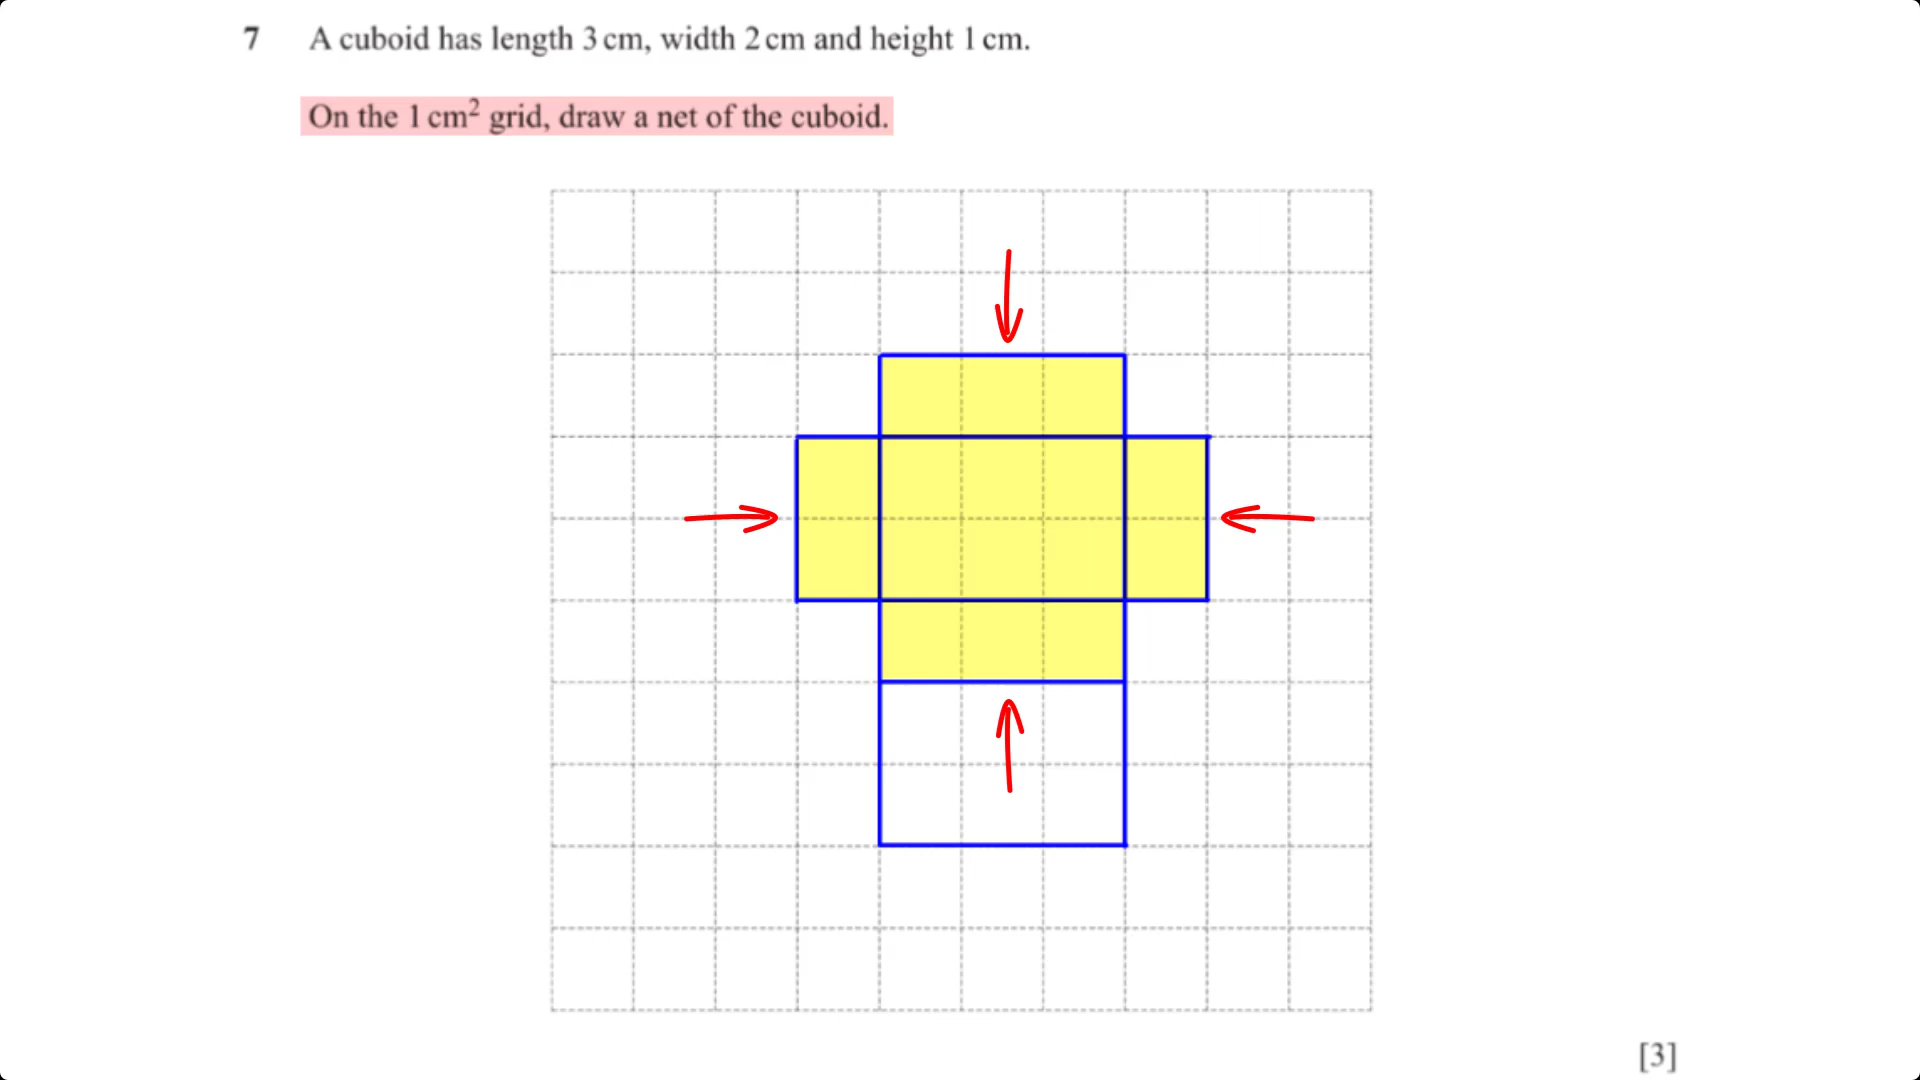 7 A cuboid has length 3 cm, width 2 cm and height 1 cm.
On the 1 cm² grid, draw a net of the cuboid.
[3]